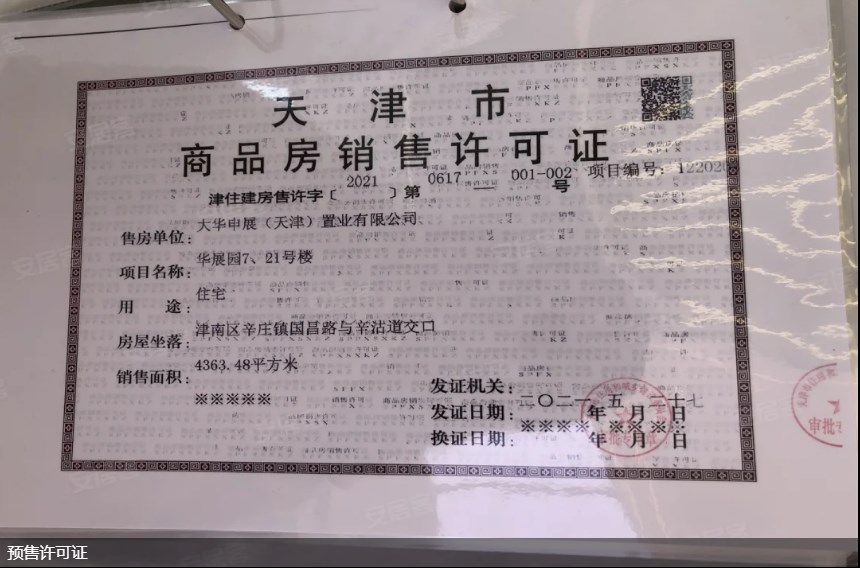 天津市
商品房销售许可证
项目编号：122020
津住建房售许字〔2021〕第0617—001-002号
售房单位：大华申展（天津）置业有限公司
项目名称：华展园7、21号楼
用途：住宅
房屋坐落：津南区辛庄镇国昌路与辛沽道交口
销售面积：4363.48平方米
※※※※※
发证机关：
发证日期：二〇二一年五月二十七日
换证日期：※※※※年※※月※※日
预售许可证